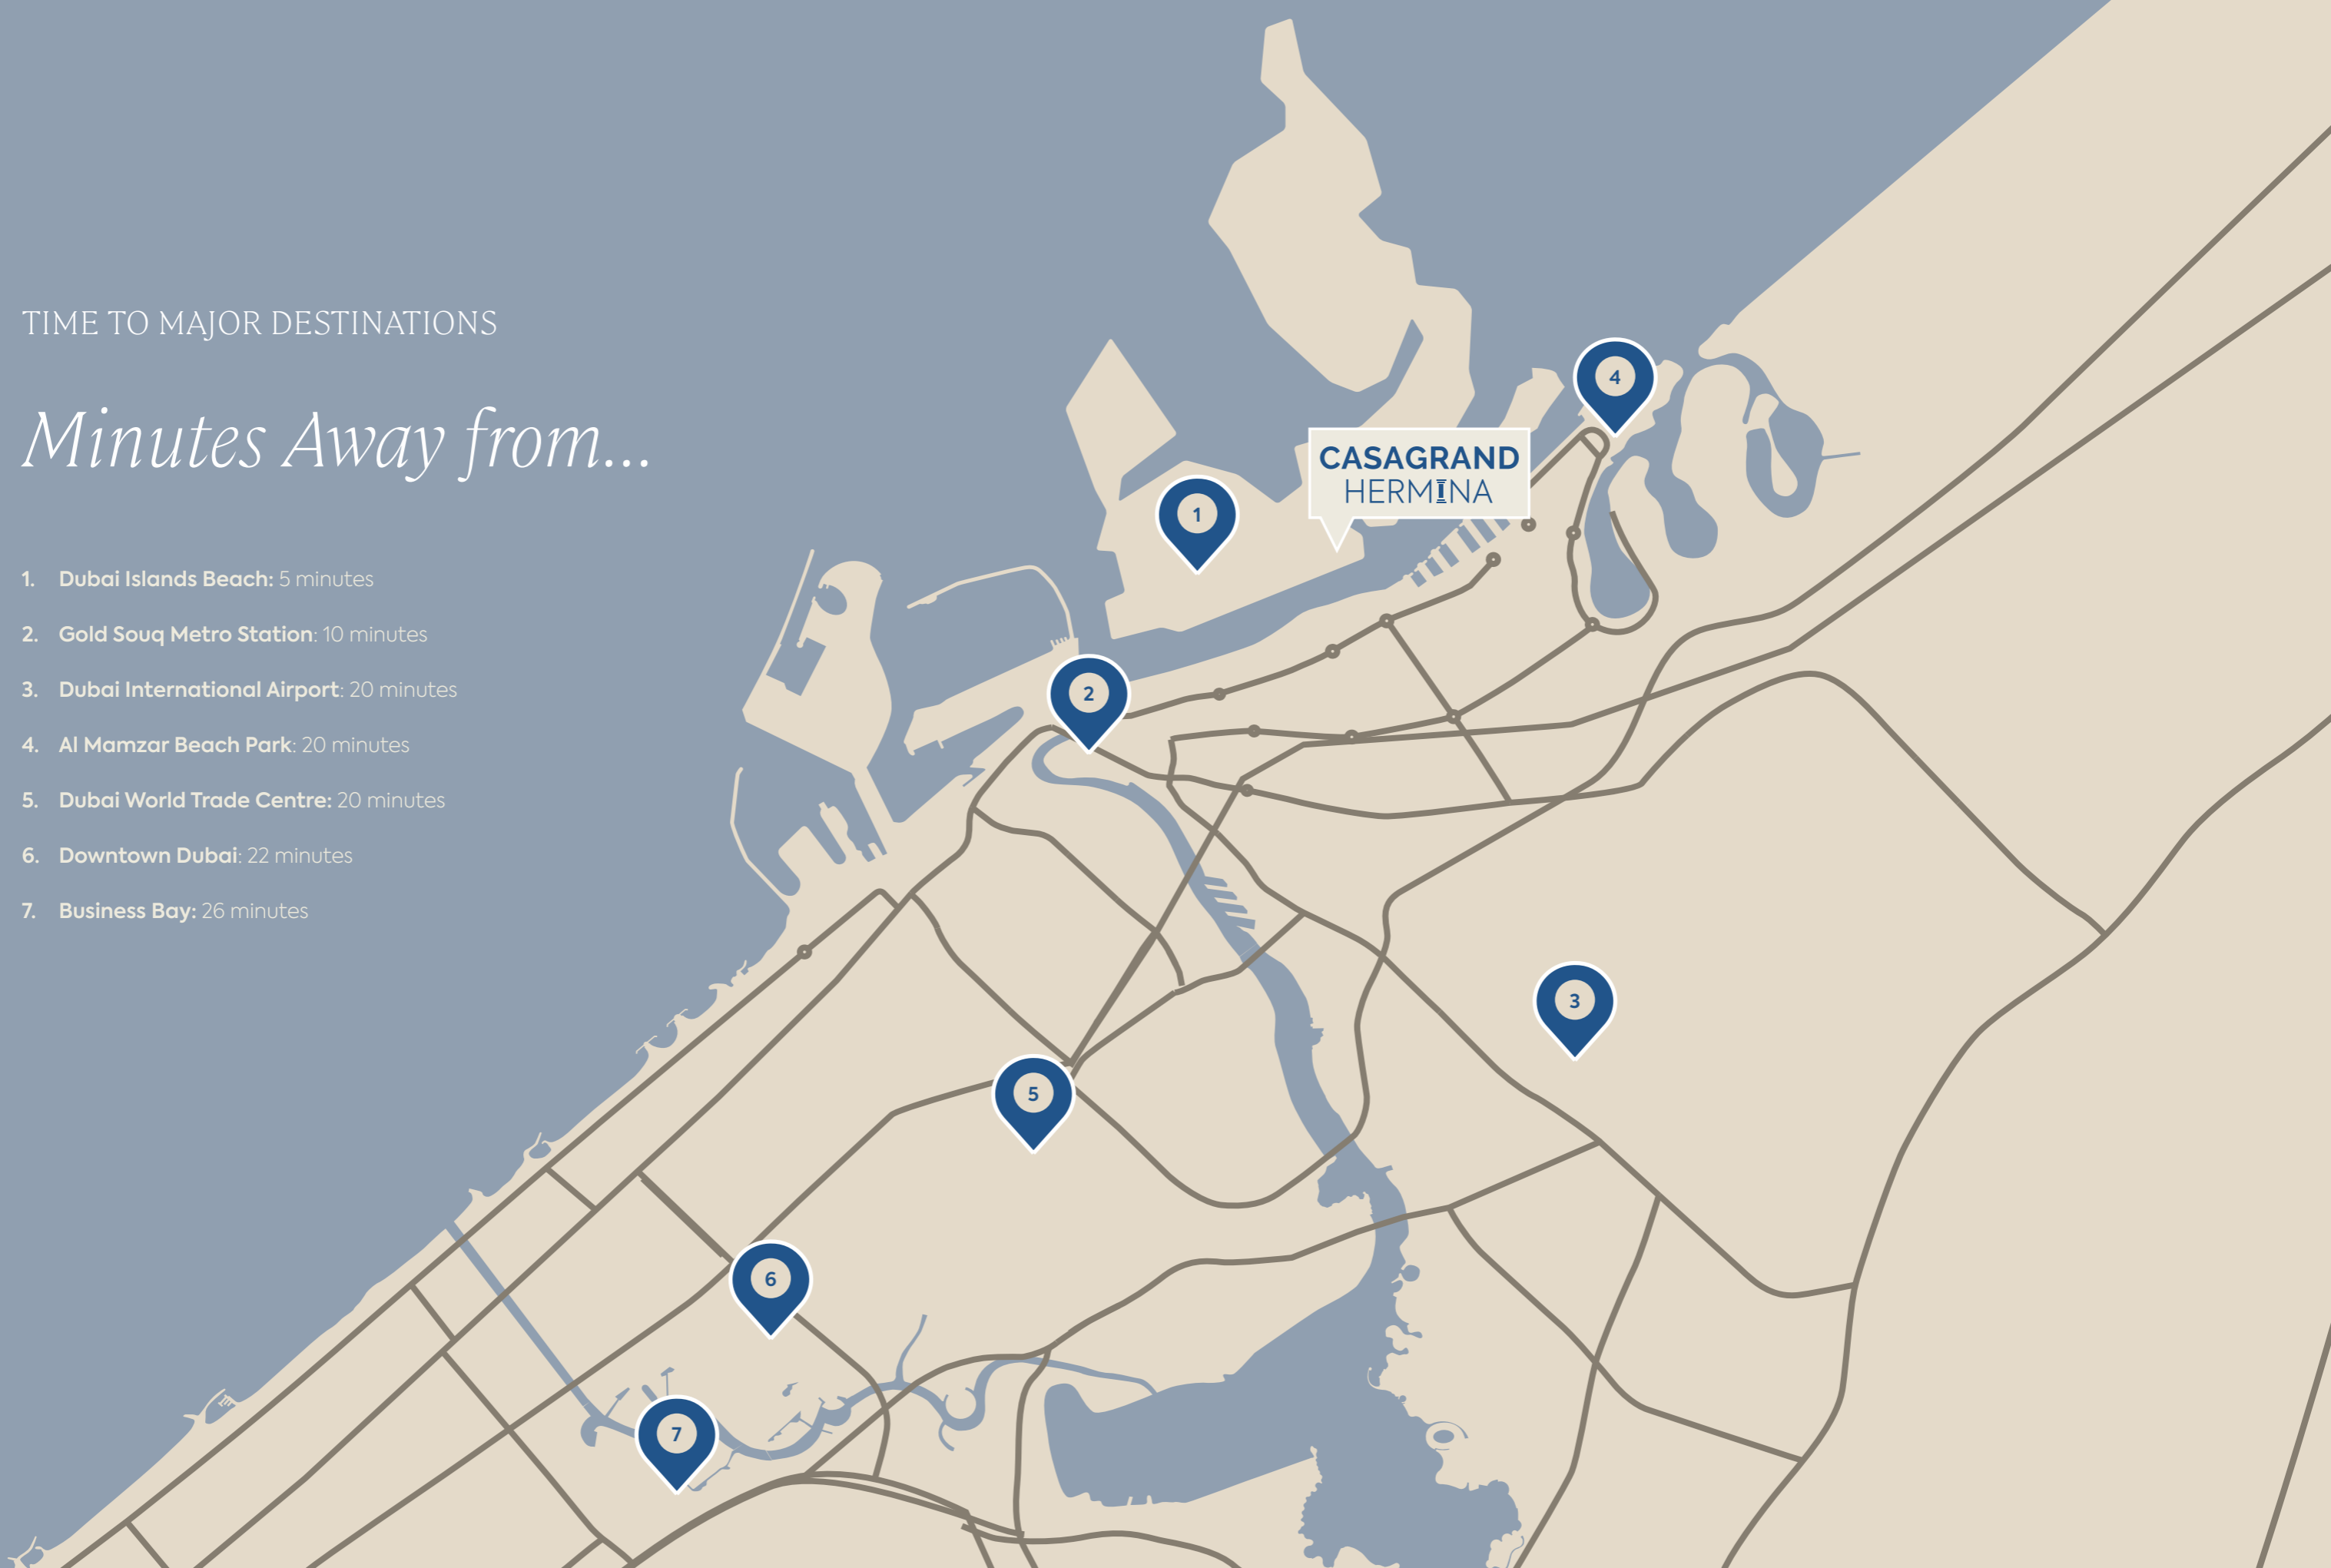 TIME TO MAJOR DESTINATIONS
Minutes Away from...
1. Dubai Islands Beach: 5 minutes
2. Gold Souq Metro Station: 10 minutes
3. Dubai International Airport: 20 minutes
4. Al Mamzar Beach Park: 20 minutes
5. Dubai World Trade Centre: 20 minutes
6. Downtown Dubai: 22 minutes
7. Business Bay: 26 minutes
4
CASAGRAND
HERMINA
1
2
3
5
6
7